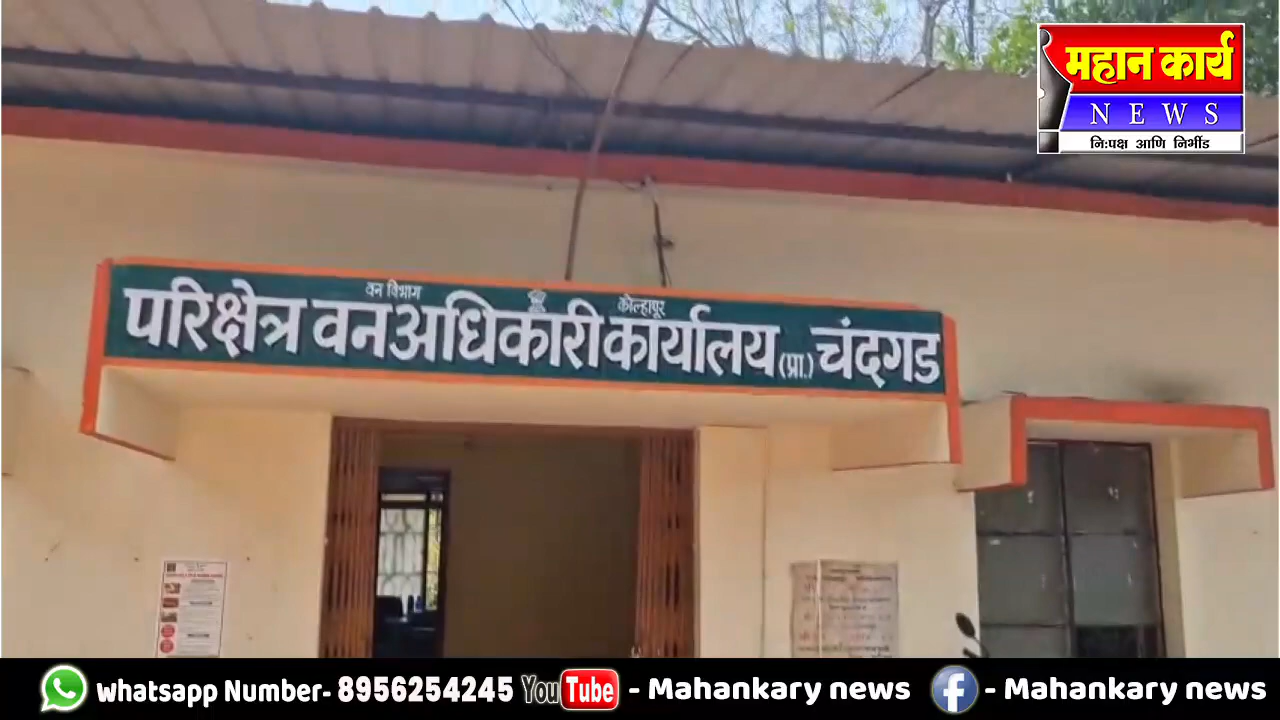 महान कार्य
NEWS
नि:पक्ष आणि निर्भीड
वन विभाग कोल्हापूर
परिक्षेत्र वनअधिकारी कार्यालय (प्रा.) चंदगड
Whatsapp Number- 8956254245 YouTube - Mahankary news f - Mahankary news